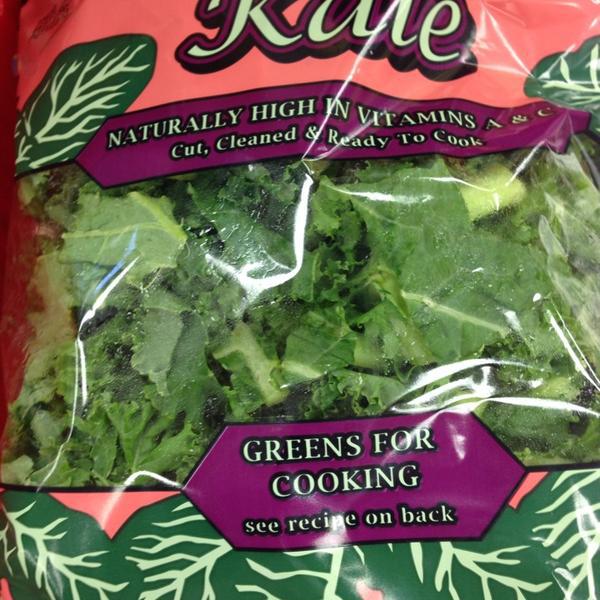 Kale
NATURALLY HIGH IN VITAMINS A & C
Cut, Cleaned & Ready To Cook
GREENS FOR
COOKING
see recipe on back